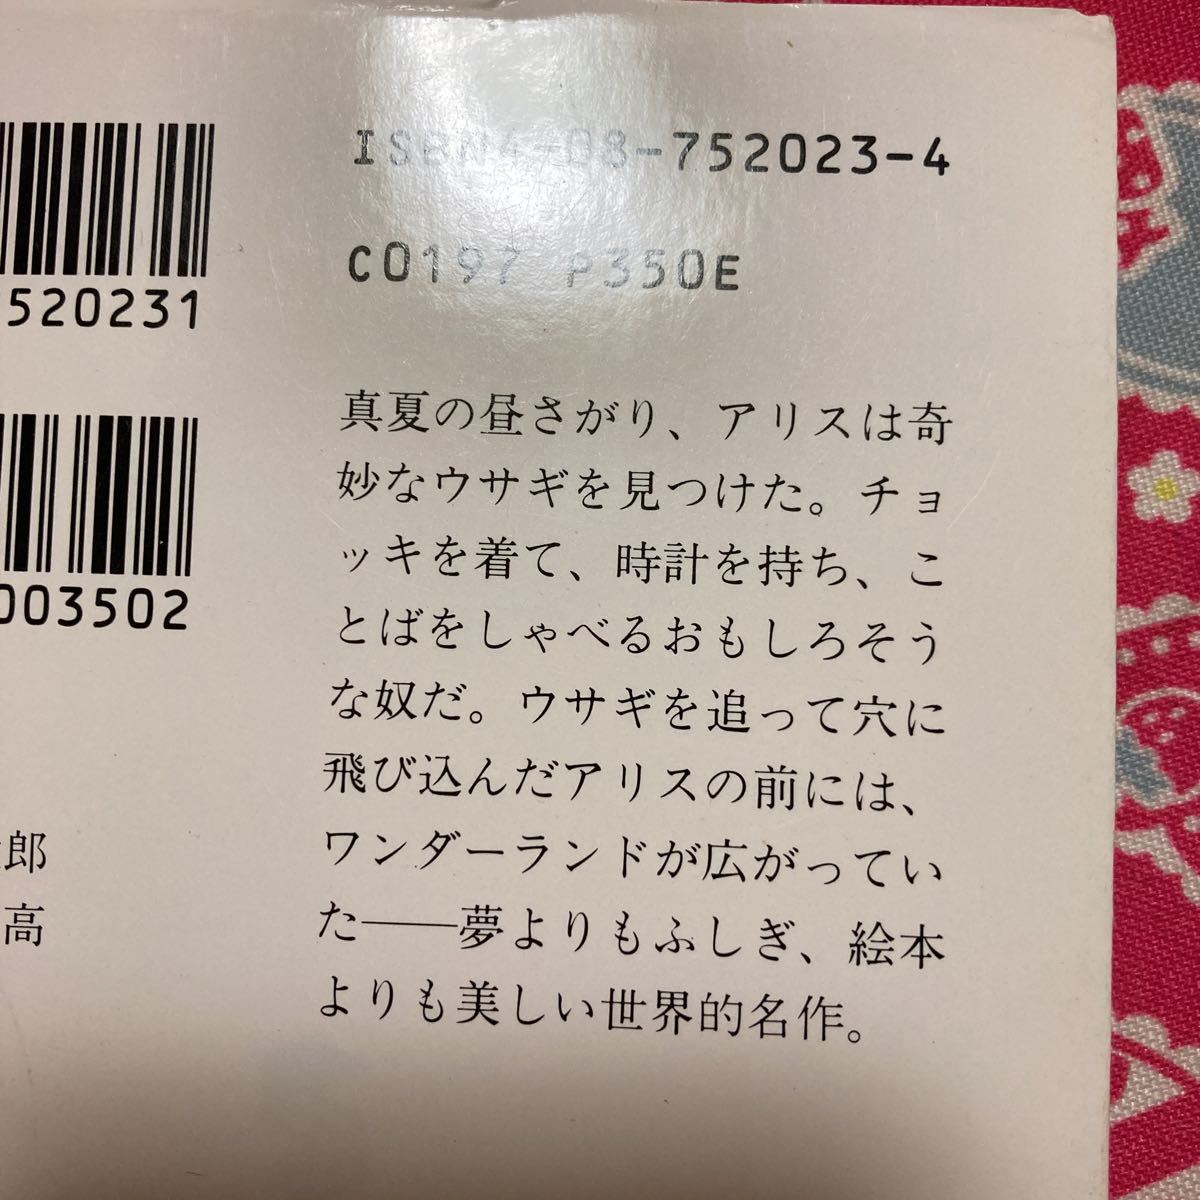 ISBN4-08-752023-4
C0197 P350E
520231
003502
真夏の昼さがり、アリスは奇
妙なウサギを見つけた。チョ
ッキを着て、時計を持ち、こ
とばをしゃべるおもしろそう
な奴だ。ウサギを追って穴に
飛び込んだアリスの前には、
ワンダーランドが広がってい
た――夢よりもふしぎ、絵本
よりも美しい世界的名作。
郎
高